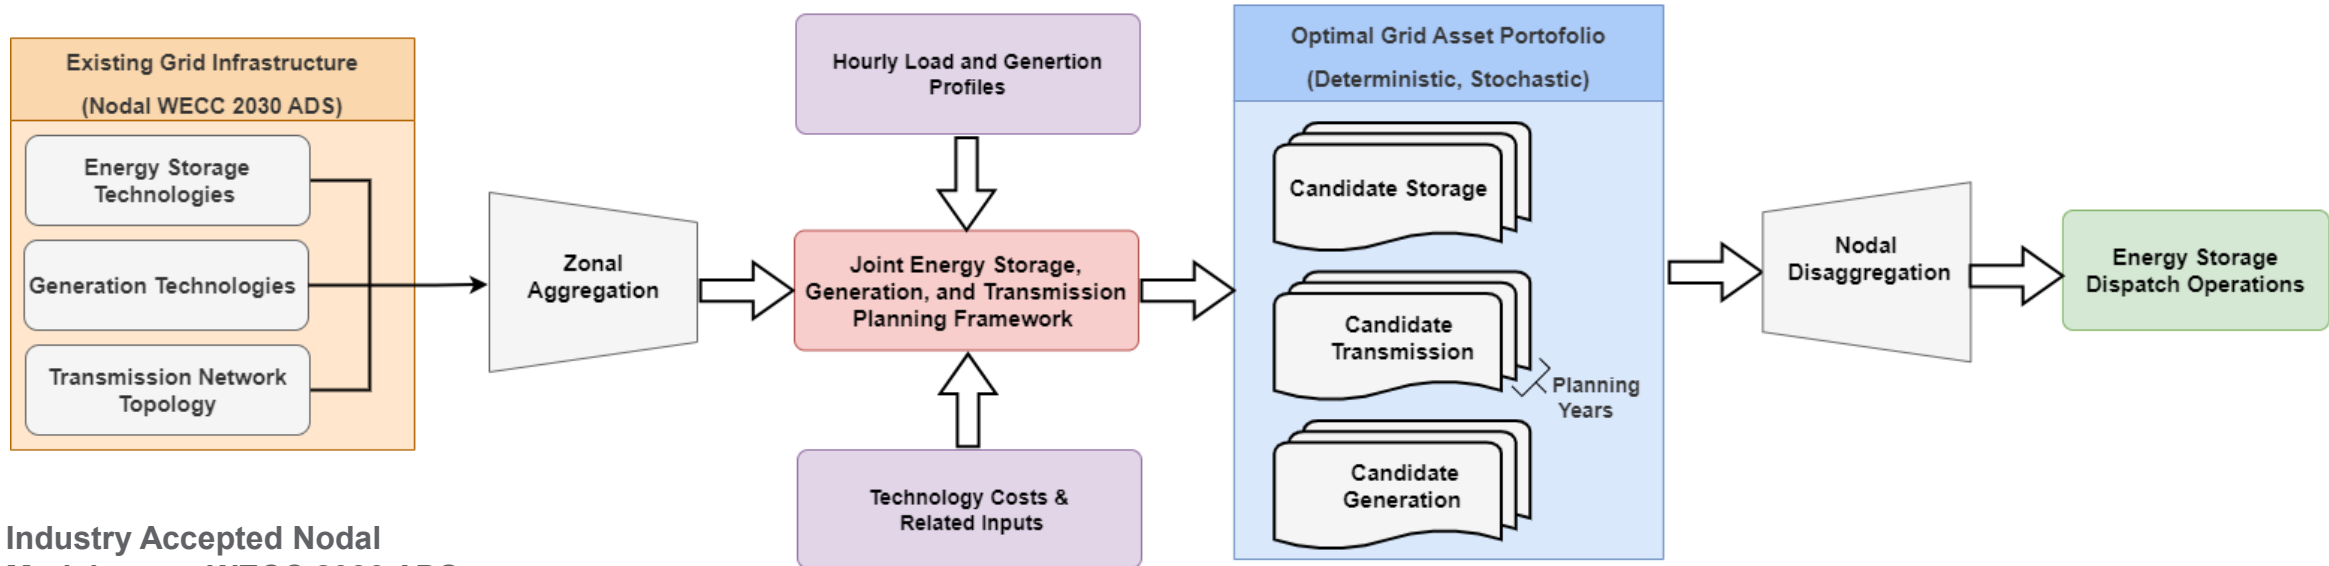 Existing Grid Infrastructure
(Nodal WECC 2030 ADS)
Energy Storage
Technologies
Generation Technologies
Transmission Network
Topology
Zonal
Aggregation
Hourly Load and Genertion
Profiles
Joint Energy Storage,
Generation, and Transmission
Planning Framework
Technology Costs &
Related Inputs
Optimal Grid Asset Portofolio
(Deterministic, Stochastic)
Candidate Storage
Candidate
Transmission
Planning
Years
Candidate
Generation
Nodal
Disaggregation
Energy Storage
Dispatch Operations
Industry Accepted Nodal